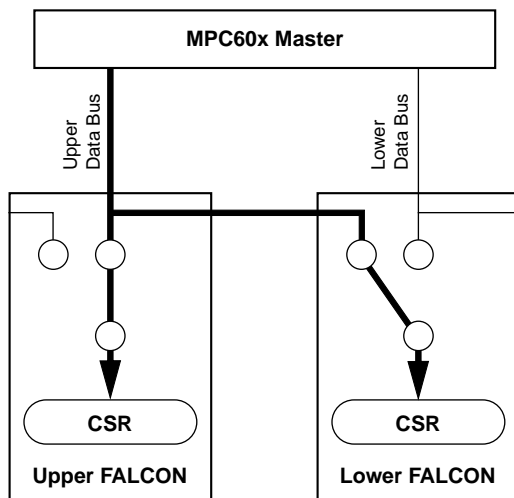 MPC60x Master
Upper
Data Bus
Lower
Data Bus
CSR
CSR
Upper FALCON
Lower FALCON